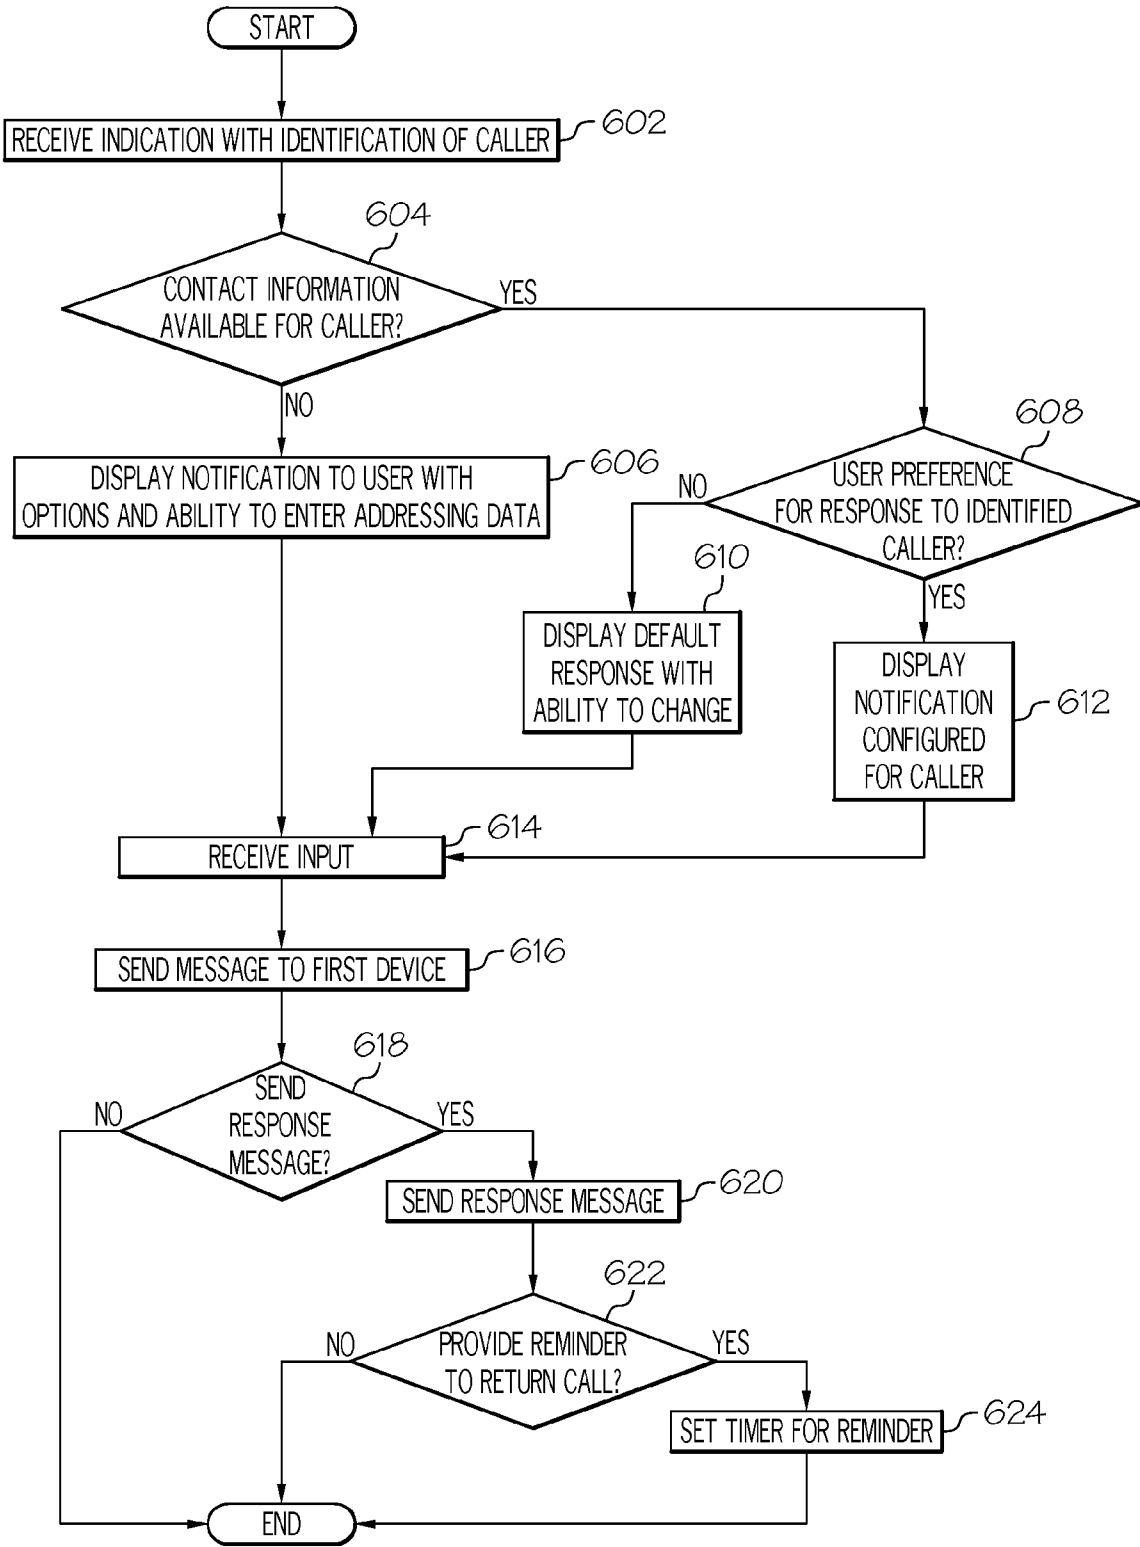 START
RECEIVE INDICATION WITH IDENTIFICATION OF CALLER
602
604
CONTACT INFORMATION
AVAILABLE FOR CALLER?
YES
NO
606
DISPLAY NOTIFICATION TO USER WITH
OPTIONS AND ABILITY TO ENTER ADDRESSING DATA
608
USER PREFERENCE
FOR RESPONSE TO IDENTIFIED
CALLER?
NO
YES
610
DISPLAY DEFAULT
RESPONSE WITH
ABILITY TO CHANGE
DISPLAY
NOTIFICATION
CONFIGURED
FOR CALLER
612
614
RECEIVE INPUT
616
SEND MESSAGE TO FIRST DEVICE
618
SEND
RESPONSE
MESSAGE?
NO
YES
620
SEND RESPONSE MESSAGE
622
PROVIDE REMINDER
TO RETURN CALL?
NO
YES
624
SET TIMER FOR REMINDER
END